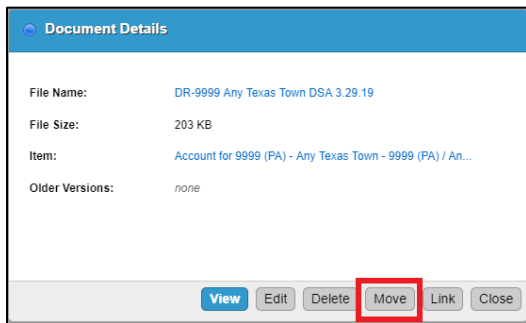 Document Details
File Name: DR-9999 Any Texas Town DSA 3.29.19
File Size: 203 KB
Item: Account for 9999 (PA) - Any Texas Town - 9999 (PA) / An...
Older Versions: none
View Edit Delete Move Link Close